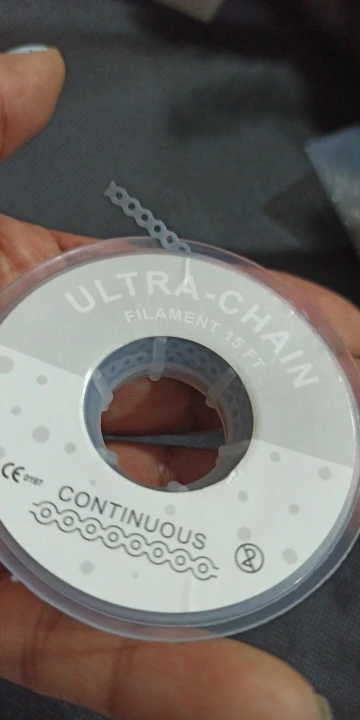 ULTRA-CHAIN
FILAMENT 15 FT
CE 0197
CONTINUOUS